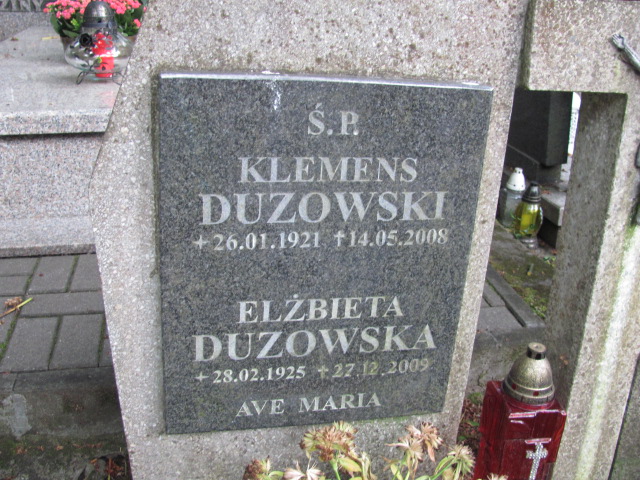 Ś.P.
KLEMENS
DUZOWSKI
+26.01.1921 ✝14.05.2008
ELŻBIETA
DUZOWSKA
+28.02.1925 ✝27.12.2009
AVE MARIA